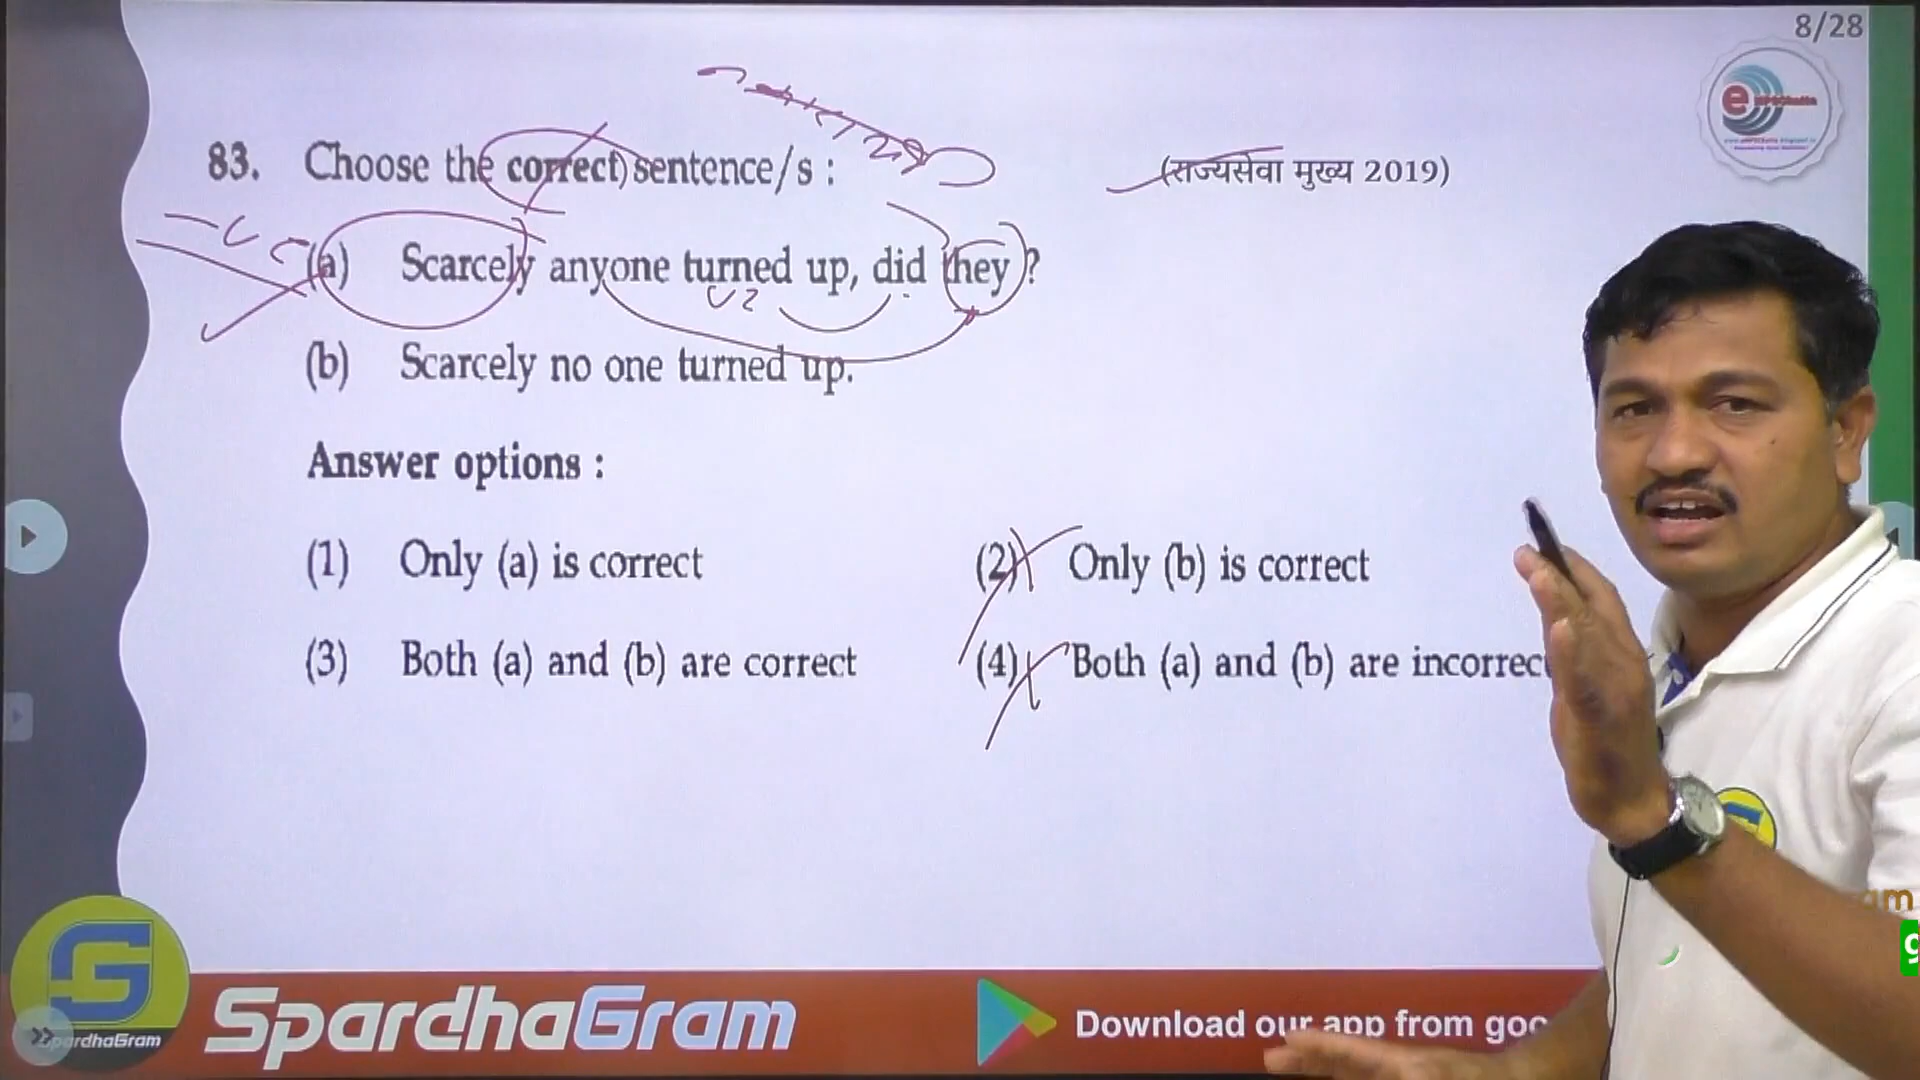 8/28
83. Choose the correct sentence/s : (राज्यसेवा मुख्य 2019)
(a) Scarcely anyone turned up, did they?
(b) Scarcely no one turned up.
Answer options :
(1) Only (a) is correct (2) Only (b) is correct
(3) Both (a) and (b) are correct (4) Both (a) and (b) are incorrec
SpardhaGram Download our app from goo
SpardhaGram